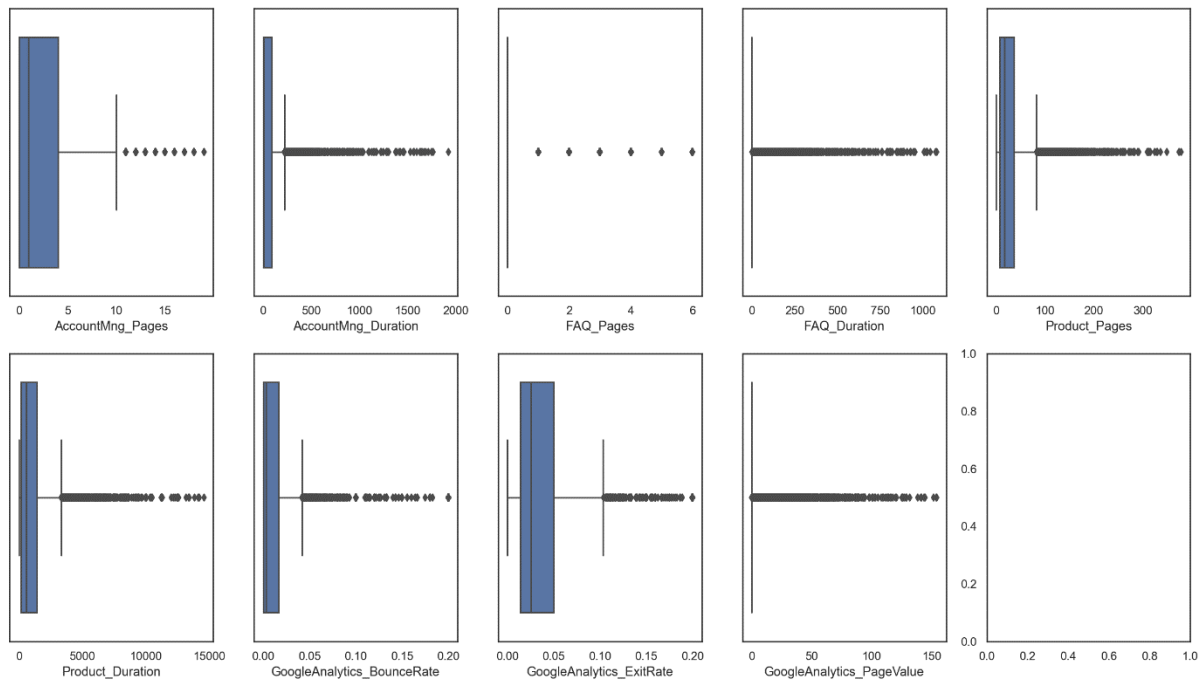 0 5 10 15
AccountMng_Pages
0 500 1000 1500 2000
AccountMng_Duration
0 2 4 6
FAQ_Pages
0 250 500 750 1000
FAQ_Duration
0 100 200 300
Product_Pages
0 5000 10000 15000
Product_Duration
0.00 0.05 0.10 0.15 0.20
GoogleAnalytics_BounceRate
0.00 0.05 0.10 0.15 0.20
GoogleAnalytics_ExitRate
0 50 100 150
GoogleAnalytics_PageValue
1.0
0.8
0.6
0.4
0.2
0.0
0.0 0.2 0.4 0.6 0.8 1.0